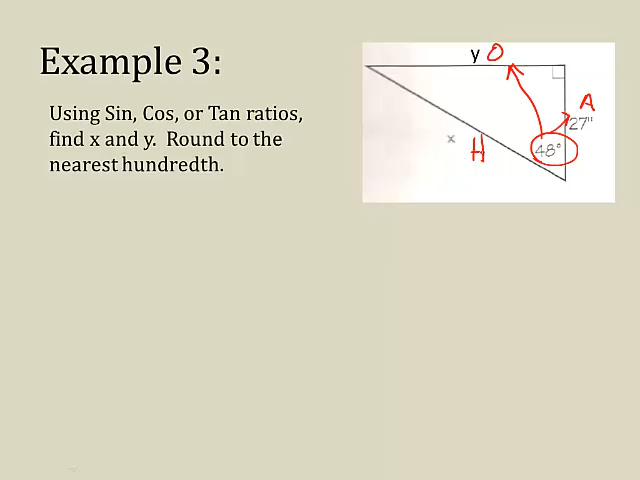 Example 3:
Using Sin, Cos, or Tan ratios,
find x and y. Round to the
nearest hundredth.
y O
A
27"
x H
48°